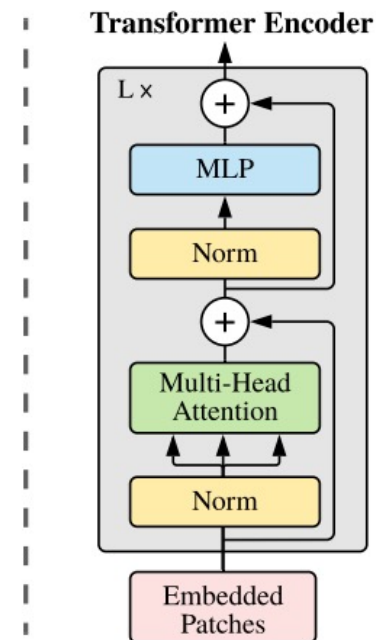 Transformer Encoder
L ×
+
MLP
Norm
+
Multi-Head
Attention
Norm
Embedded
Patches